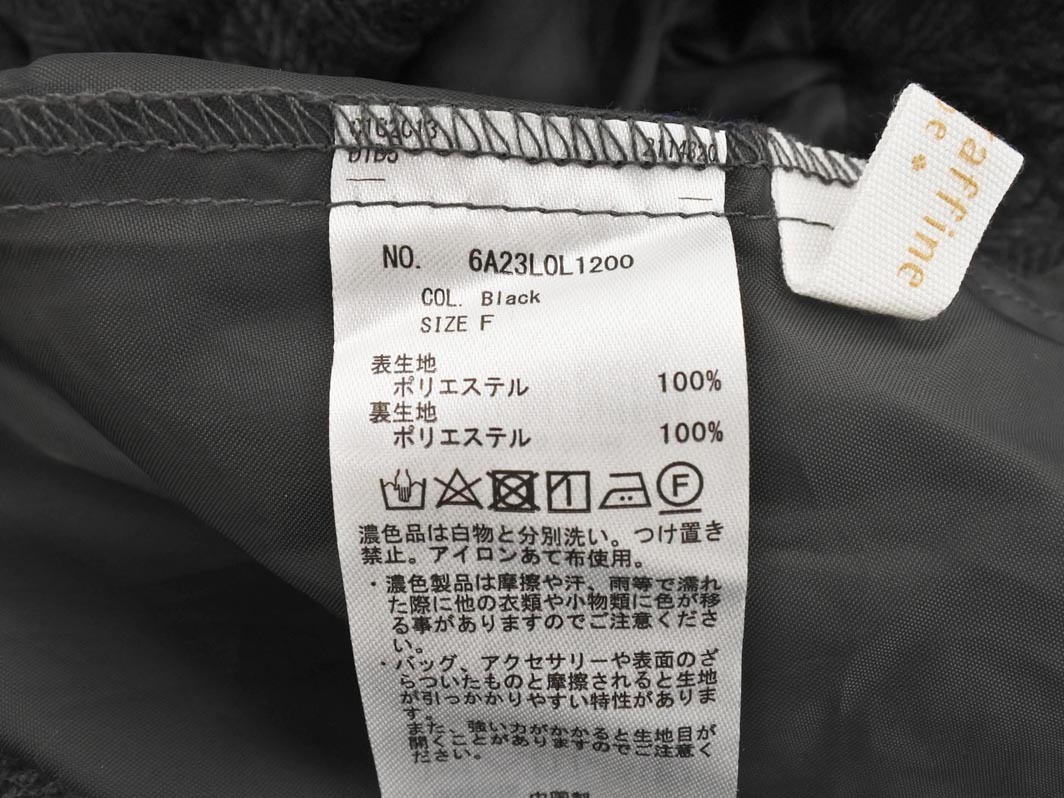 NO. 6A23LOL1200
COL. Black
SIZE F
表生地
ポリエステル 100%
裏生地
ポリエステル 100%
F
濃色品は白物と分別洗い。つけ置き
禁止。アイロンあて布使用。
・濃色製品は摩擦や汗、雨等で濡れ
た際に他の衣類や小物類に色が移
る事がありますのでご注意くださ
い。
・バッグ、アクセサリーや表面のざ
らついたものと摩擦されると生地
が引っかかりやすい特性がありま
す。
また、強い力がかかると生地目が
開くことがありますのでご注意く
ださい。
中国製
affine